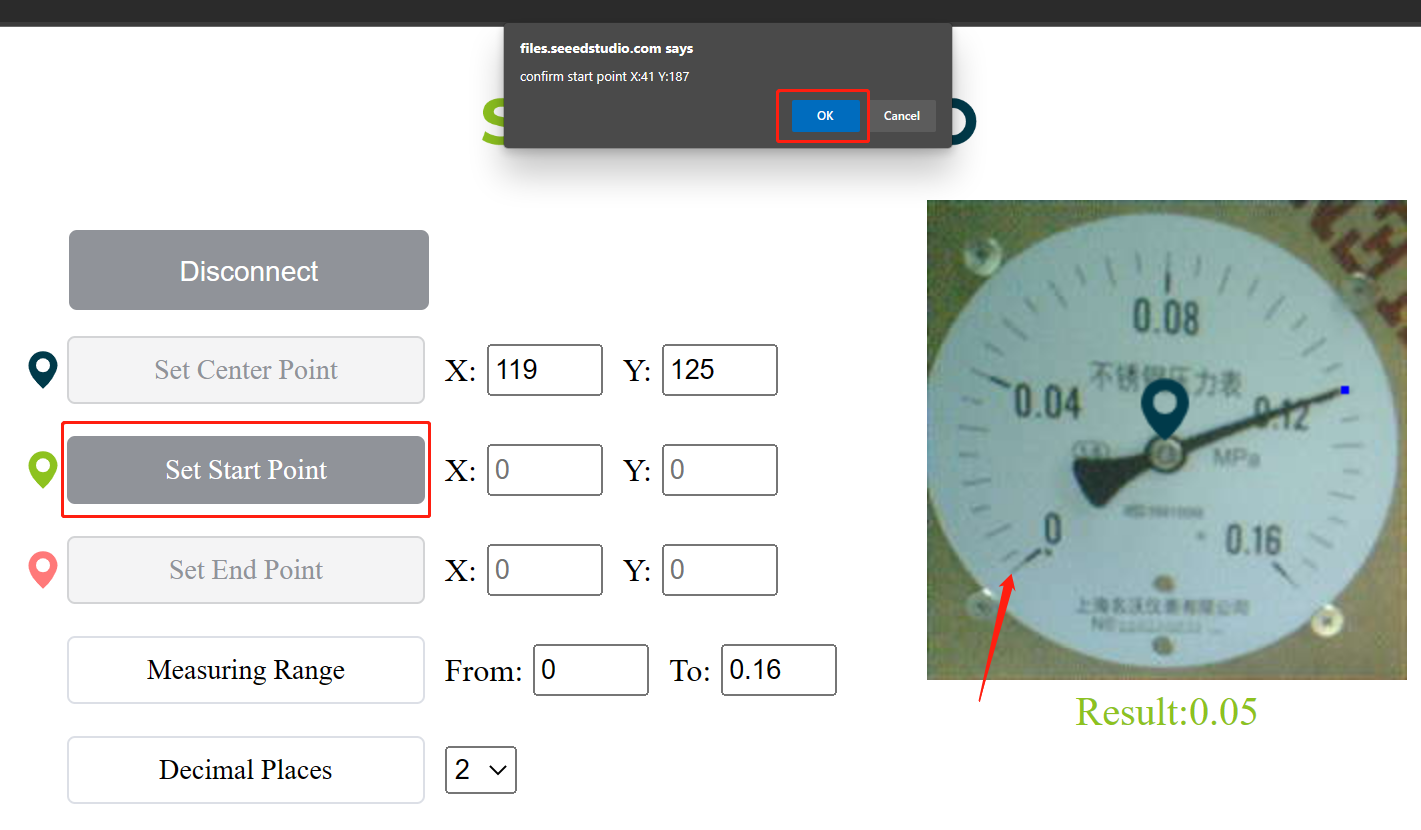 files.seeedstudio.com says
confirm start point X:41 Y:187
OK Cancel
Disconnect
Set Center Point X: 119 Y: 125
Set Start Point X: 0 Y: 0
Set End Point X: 0 Y: 0
Measuring Range From: 0 To: 0.16
Decimal Places 2
0.08
不锈钢压力表
0.04
0.12
MPa
0
0.16
上海名沃仪表有限公司
Result:0.05